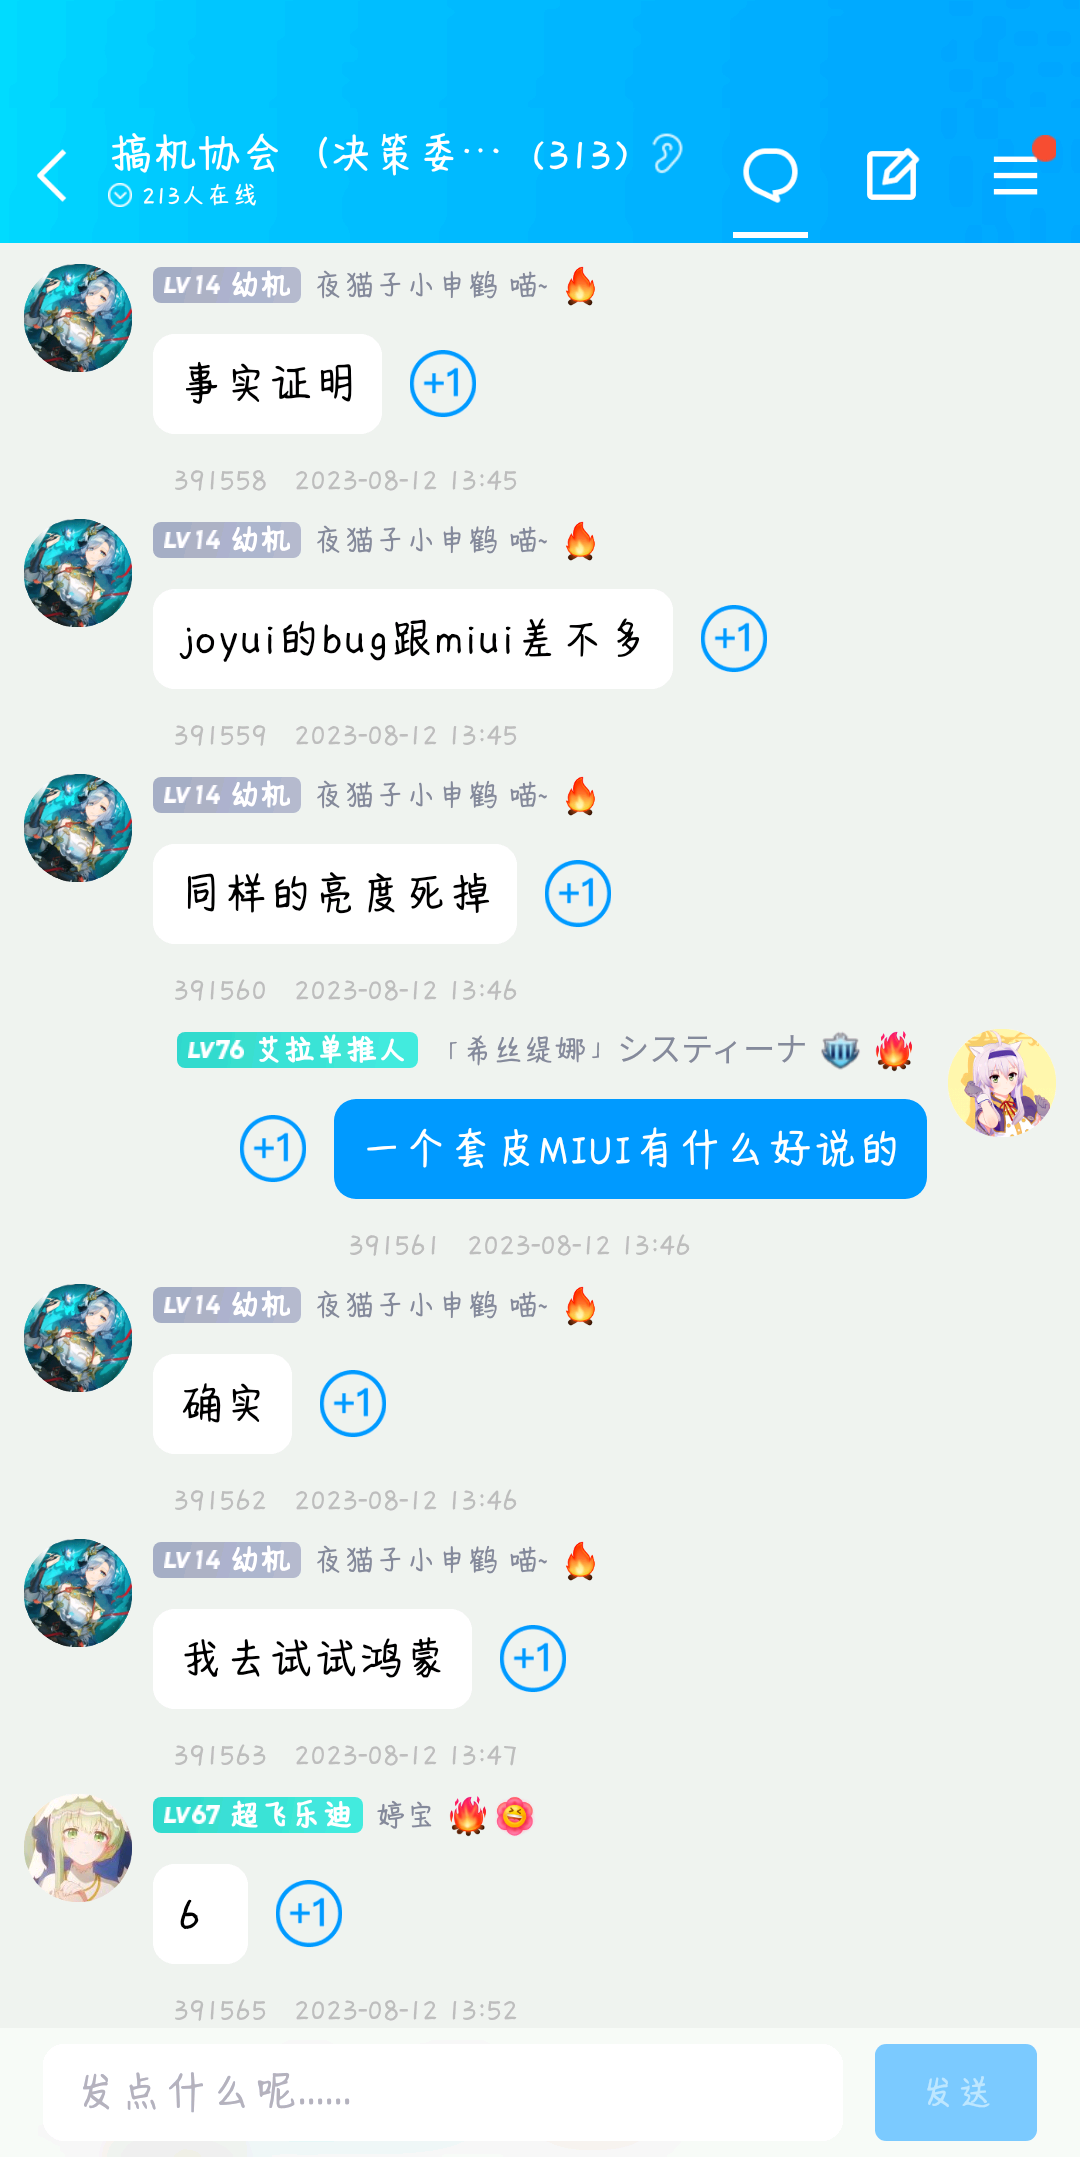 搞机协会 （决策委… （313）
213人在线
LV14 幼机 夜猫子小申鹤 喵~
事实证明
+1
391558 2023-08-12 13:45
LV14 幼机 夜猫子小申鹤 喵~
joyui的bug跟miui差不多
+1
391559 2023-08-12 13:45
LV14 幼机 夜猫子小申鹤 喵~
同样的亮度死掉
+1
391560 2023-08-12 13:46
LV76 艾拉单推人 「希丝缇娜」システィーナ
+1
一个套皮MIUI有什么好说的
391561 2023-08-12 13:46
LV14 幼机 夜猫子小申鹤 喵~
确实
+1
391562 2023-08-12 13:46
LV14 幼机 夜猫子小申鹤 喵~
我去试试鸿蒙
+1
391563 2023-08-12 13:47
LV67 超飞乐迪 婷宝
6
+1
391565 2023-08-12 13:52
发点什么呢......
发送